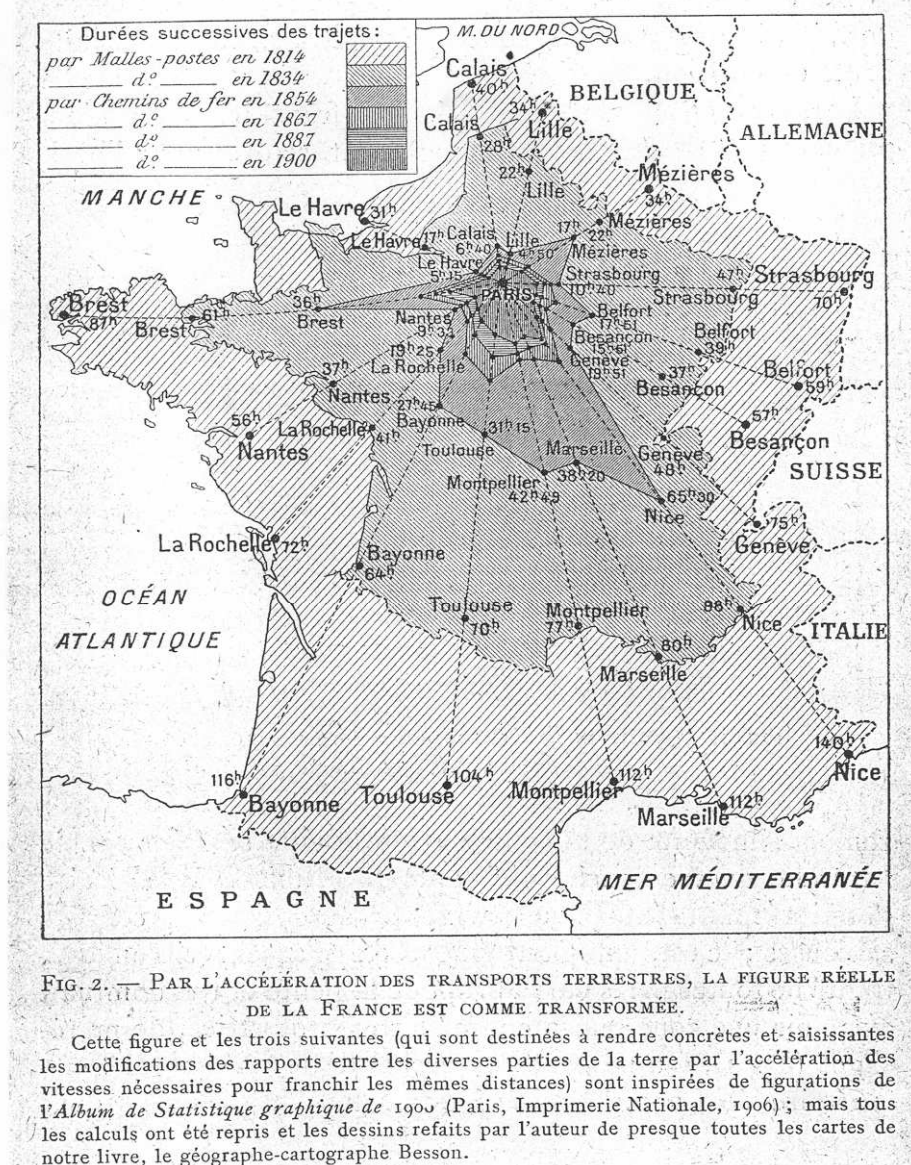 Durées successives des trajets:
par Malles-postes en 1814
d.º en 1834
par Chemins de fer en 1854
d.º en 1867
d.º en 1887
d.º en 1900
M. DU NORD
Calais
40ʰ
BELGIQUE
34ʰ
Lille
ALLEMAGNE
Calais
28ʰ
22ʰ
Lille
Mézières
34ʰ
MANCHE
Le Havre
31ʰ
Mézières
22ʰ
17ʰ
Mézières
Le Havre
17ʰ
Calais
6ʰ40
Lille
4ʰ50
Le Havre
5ʰ15
Strasbourg
10ʰ40
47ʰ
Strasbourg
Strasbourg
70ʰ
PARIS
Brest
87ʰ
61ʰ
Brest
36ʰ
Brest
Nantes
9ʰ33
Belfort
17ʰ51
Besançon
15ʰ51
Genève
19ʰ51
Belfort
39ʰ
Belfort
59ʰ
19ʰ25
La Rochelle
37ʰ
Nantes
37ʰ
Besançon
56ʰ
Nantes
27ʰ45
Bayonne
La Rochelle
41ʰ
31ʰ15
Toulouse
57ʰ
Besançon
Marseille
38ʰ20
Montpellier
42ʰ49
Genève
48ʰ
65ʰ30
Nice
SUISSE
75ʰ
Genève
La Rochelle
72ʰ
Bayonne
64ʰ
OCÉAN
ATLANTIQUE
Toulouse
70ʰ
Montpellier
77ʰ
88ʰ
Nice
ITALIE
80ʰ
Marseille
140ʰ
Nice
116ʰ
Bayonne
104ʰ
Toulouse
112ʰ
Montpellier
112ʰ
Marseille
ESPAGNE
MER MÉDITERRANÉE
FIG. 2. — PAR L'ACCÉLÉRATION DES TRANSPORTS TERRESTRES, LA FIGURE RÉELLE
DE LA FRANCE EST COMME TRANSFORMÉE.
Cette figure et les trois suivantes (qui sont destinées à rendre concrètes et saisissantes
les modifications des rapports entre les diverses parties de la terre par l'accélération des
vitesses nécessaires pour franchir les mêmes distances) sont inspirées de figurations de
l'Album de Statistique graphique de 1900 (Paris, Imprimerie Nationale, 1906) ; mais tous
les calculs ont été repris et les dessins refaits par l'auteur de presque toutes les cartes de
notre livre, le géographe-cartographe Besson.